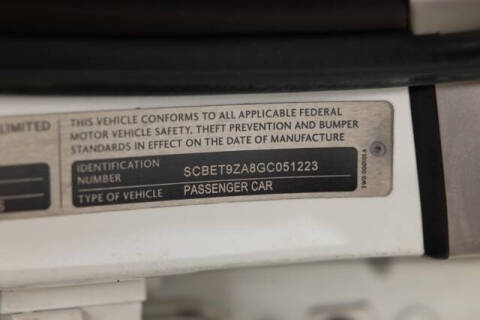 LIMITED
THIS VEHICLE CONFORMS TO ALL APPLICABLE FEDERAL
MOTOR VEHICLE SAFETY, THEFT PREVENTION AND BUMPER
STANDARDS IN EFFECT ON THE DATE OF MANUFACTURE
IDENTIFICATION
NUMBER
SCBET9ZA8GC051223
TYPE OF VEHICLE
PASSENGER CAR